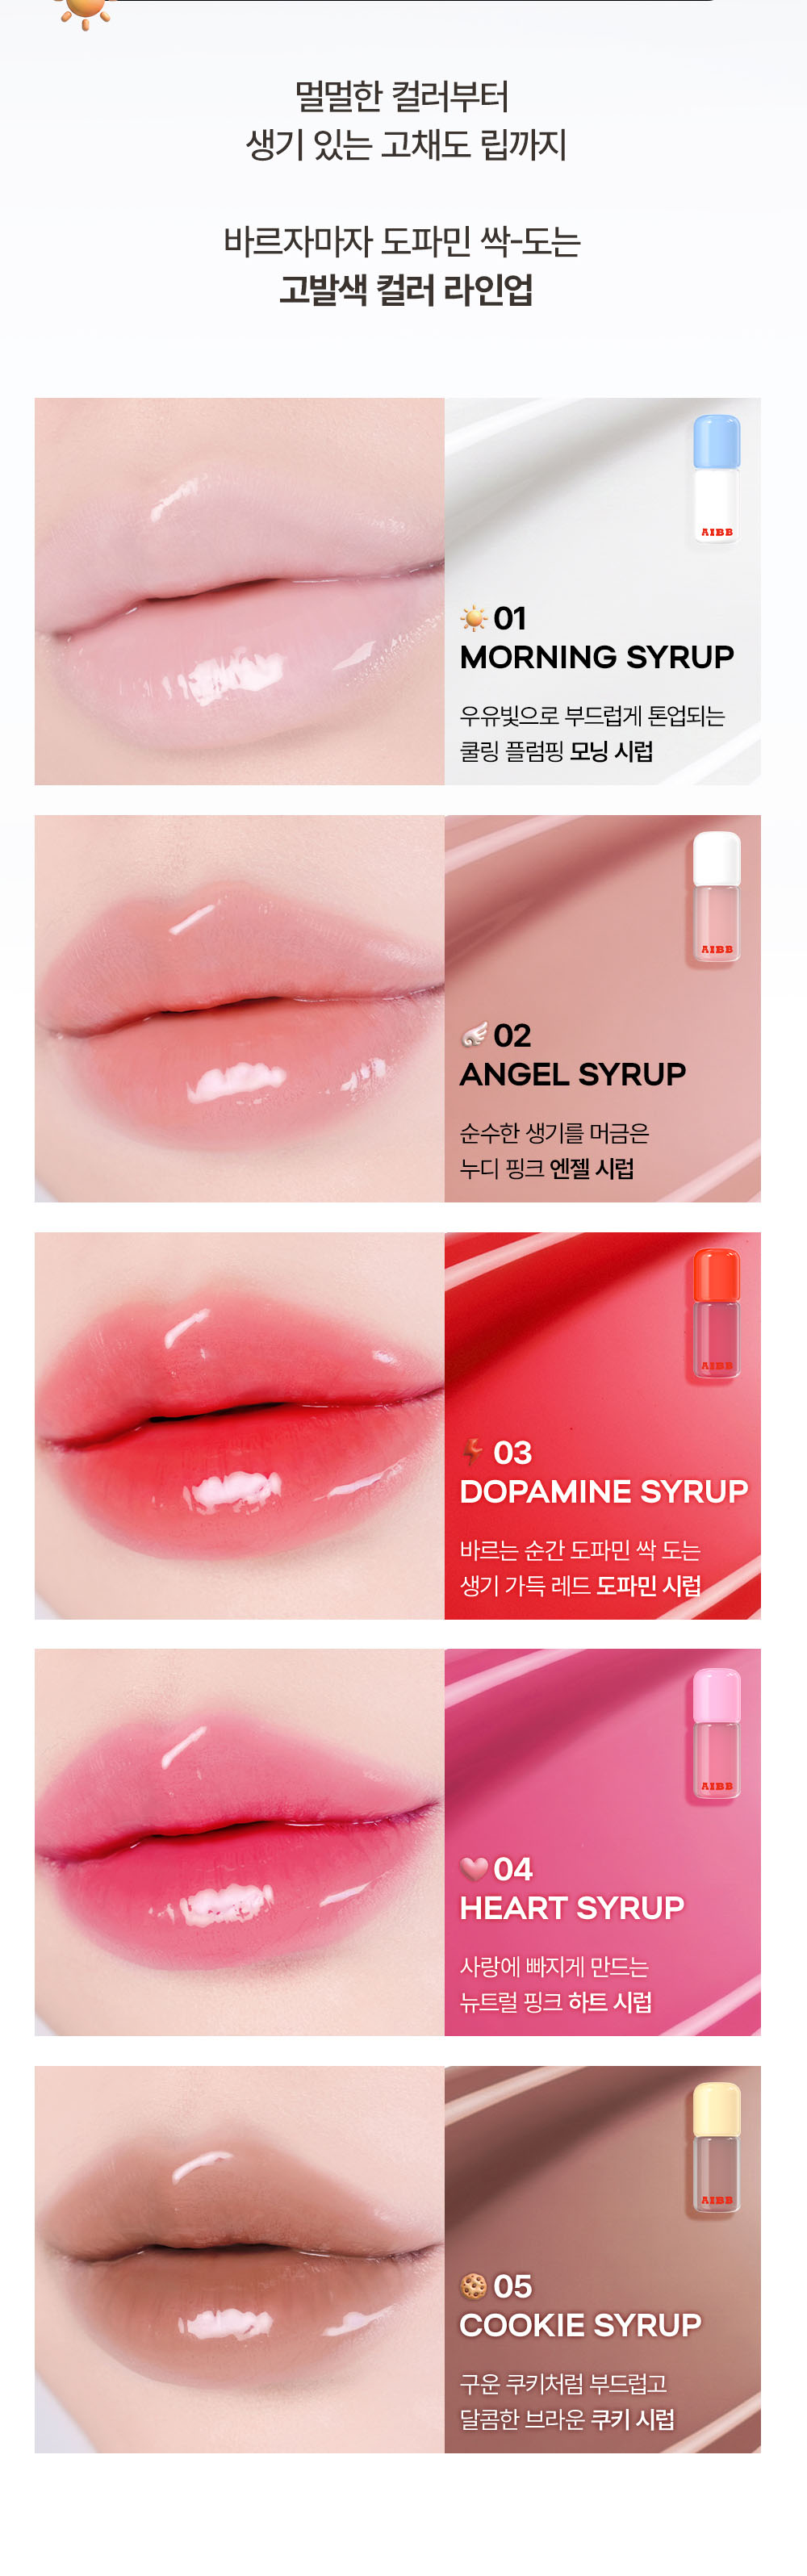 멀멀한 컬러부터
생기 있는 고채도 립까지
바르자마자 도파민 싹-도는
고발색 컬러 라인업
AIBB
01
MORNING SYRUP
우유빛으로 부드럽게 톤업되는
쿨링 플럼핑 모닝 시럽
AIBB
02
ANGEL SYRUP
순수한 생기를 머금은
누디 핑크 엔젤 시럽
AIBB
03
DOPAMINE SYRUP
바르는 순간 도파민 싹 도는
생기 가득 레드 도파민 시럽
AIBB
04
HEART SYRUP
사랑에 빠지게 만드는
뉴트럴 핑크 하트 시럽
AIBB
05
COOKIE SYRUP
구운 쿠키처럼 부드럽고
달콤한 브라운 쿠키 시럽